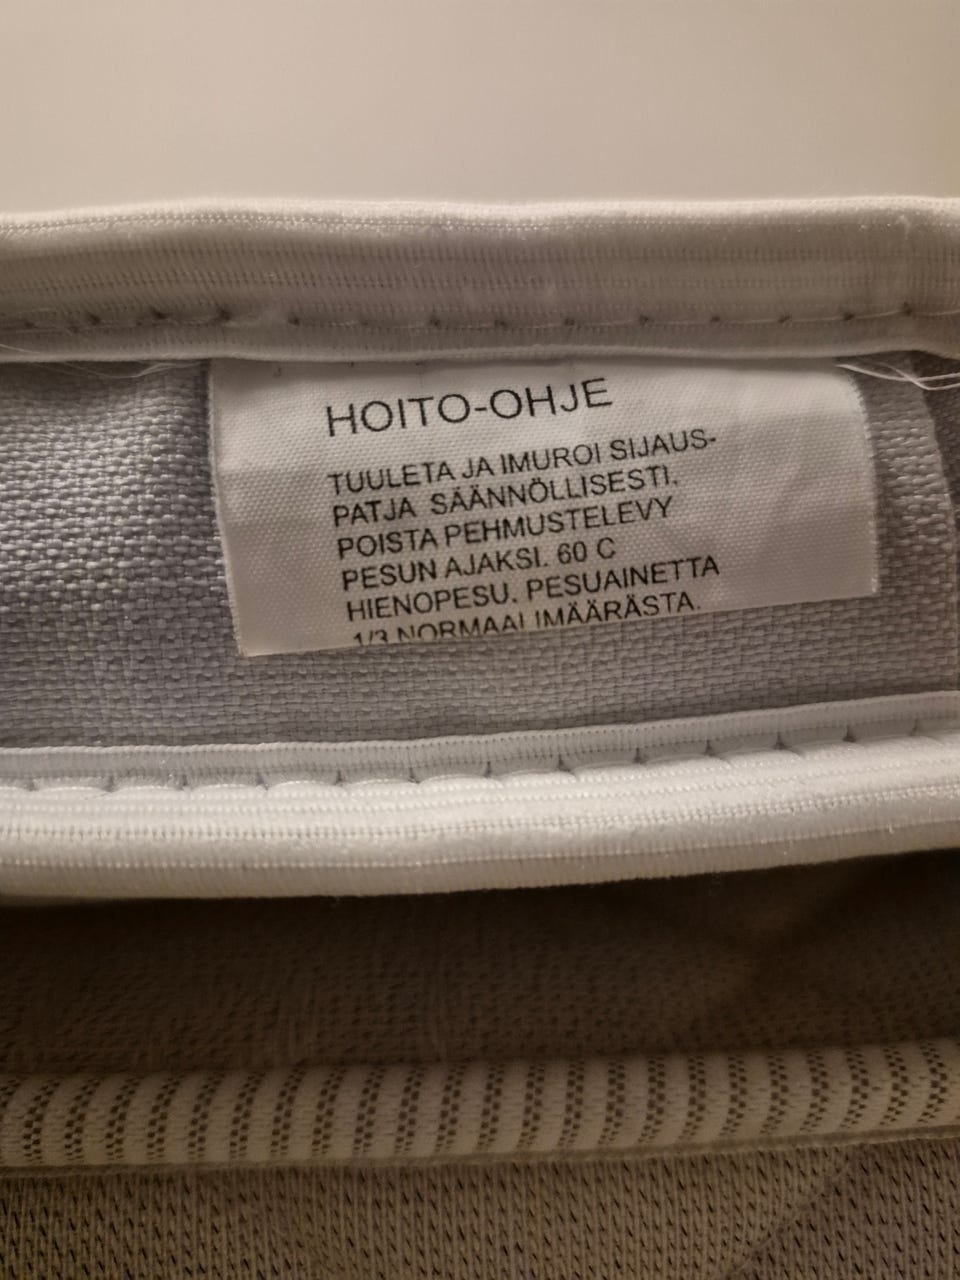 HOITO-OHJE
TUULETA JA IMUROI SIJAUS-
PATJA SÄÄNNÖLLISESTI.
POISTA PEHMUSTELEVY
PESUN AJAKSI. 60 C
HIENOPESU. PESUAINETTA
1/3 NORMAALIMÄÄRÄSTA.